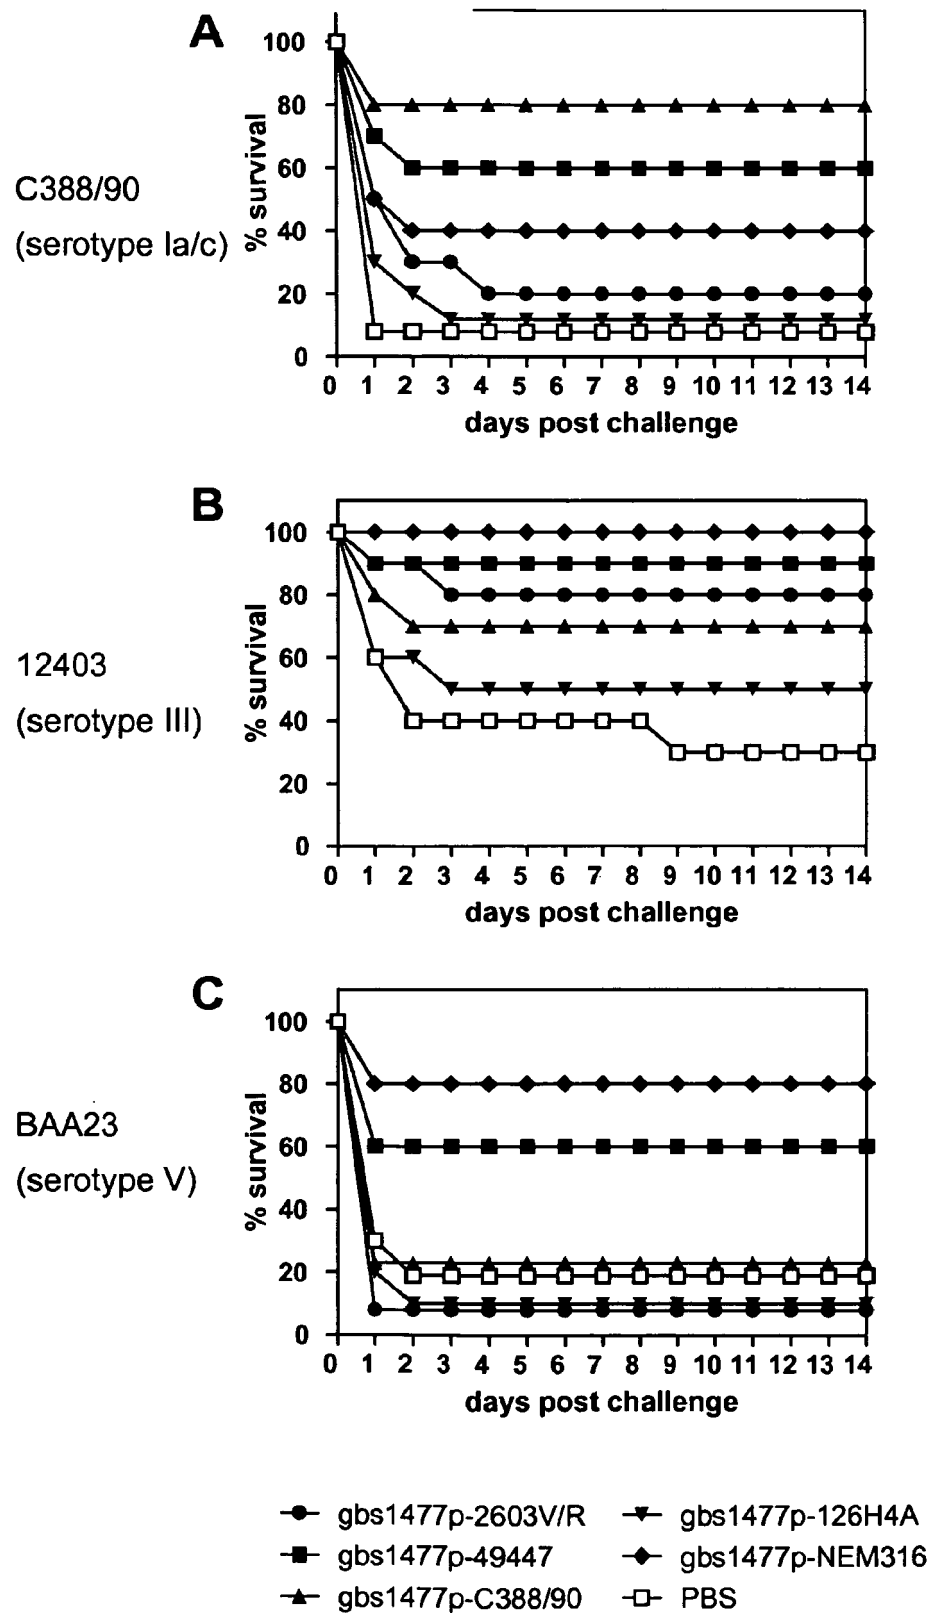 A
C388/90
(serotype Ia/c)
% survival
100
80
60
40
20
0
0 1 2 3 4 5 6 7 8 9 10 11 12 13 14
days post challenge
B
12403
(serotype III)
% survival
100
80
60
40
20
0
0 1 2 3 4 5 6 7 8 9 10 11 12 13 14
days post challenge
C
BAA23
(serotype V)
% survival
100
80
60
40
20
0
0 1 2 3 4 5 6 7 8 9 10 11 12 13 14
days post challenge
gbs1477p-2603V/R
gbs1477p-49447
gbs1477p-C388/90
gbs1477p-126H4A
gbs1477p-NEM316
PBS